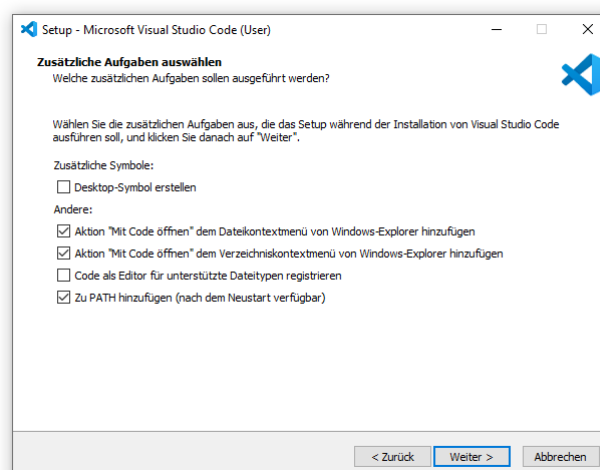 Setup - Microsoft Visual Studio Code (User)
Zusätzliche Aufgaben auswählen
Welche zusätzlichen Aufgaben sollen ausgeführt werden?
Wählen Sie die zusätzlichen Aufgaben aus, die das Setup während der Installation von Visual Studio Code
ausführen soll, und klicken Sie danach auf "Weiter".
Zusätzliche Symbole:
Desktop-Symbol erstellen
Andere:
Aktion "Mit Code öffnen" dem Dateikontextmenü von Windows-Explorer hinzufügen
Aktion "Mit Code öffnen" dem Verzeichniskontextmenü von Windows-Explorer hinzufügen
Code als Editor für unterstützte Dateitypen registrieren
Zu PATH hinzufügen (nach dem Neustart verfügbar)
< Zurück Weiter > Abbrechen